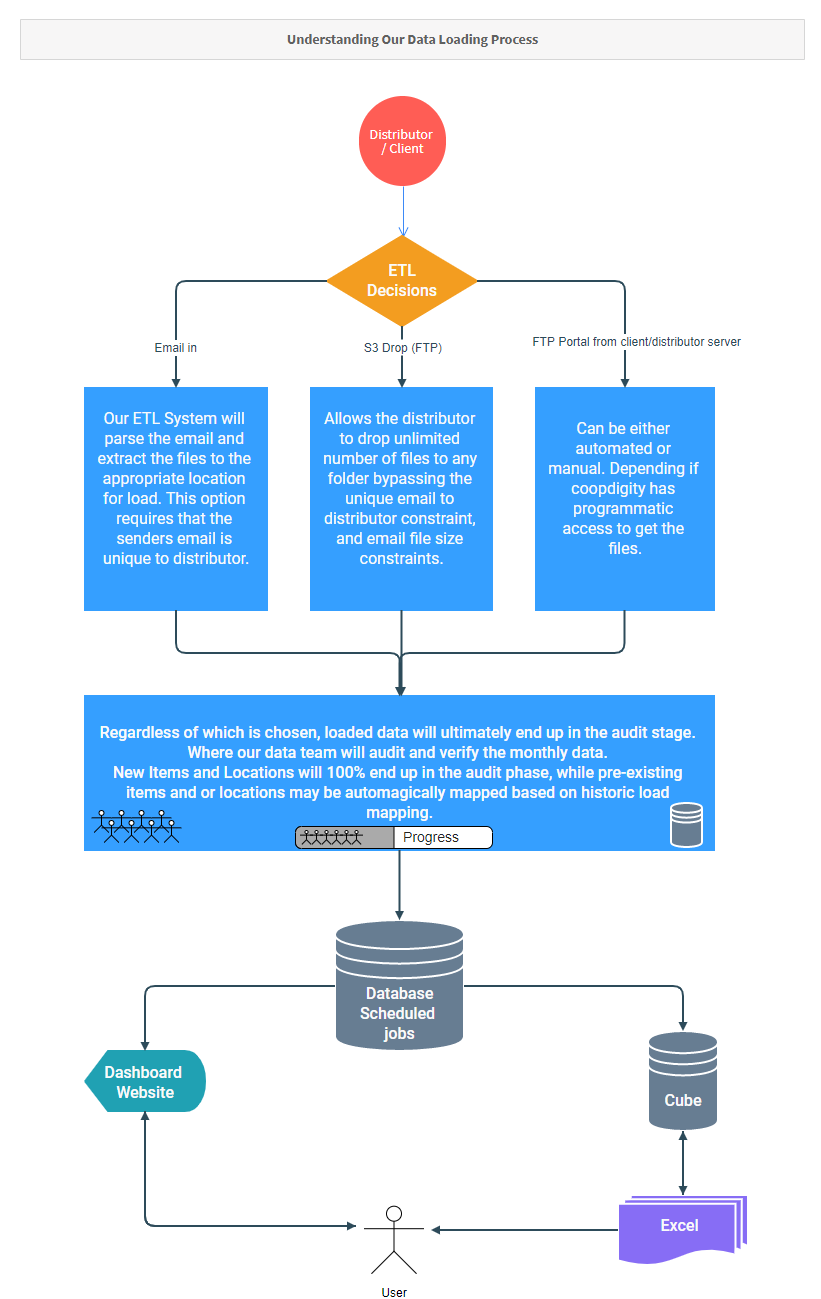 Understanding Our Data Loading Process
Distributor
/ Client
ETL
Decisions
Email in
S3 Drop (FTP)
FTP Portal from client/distributor server
Our ETL System will
parse the email and
extract the files to the
appropriate location
for load. This option
requires that the
senders email is
unique to distributor.
Allows the distributor
to drop unlimited
number of files to any
folder bypassing the
unique email to
distributor constraint,
and email file size
constraints.
Can be either
automated or
manual. Depending if
coopdigity has
programmatic
access to get the
files.
Regardless of which is chosen, loaded data will ultimately end up in the audit stage.
Where our data team will audit and verify the monthly data.
New Items and Locations will 100% end up in the audit phase, while pre-existing
items and or locations may be automagically mapped based on historic load
mapping.
Progress
Database
Scheduled
jobs
Dashboard
Website
Cube
Excel
User